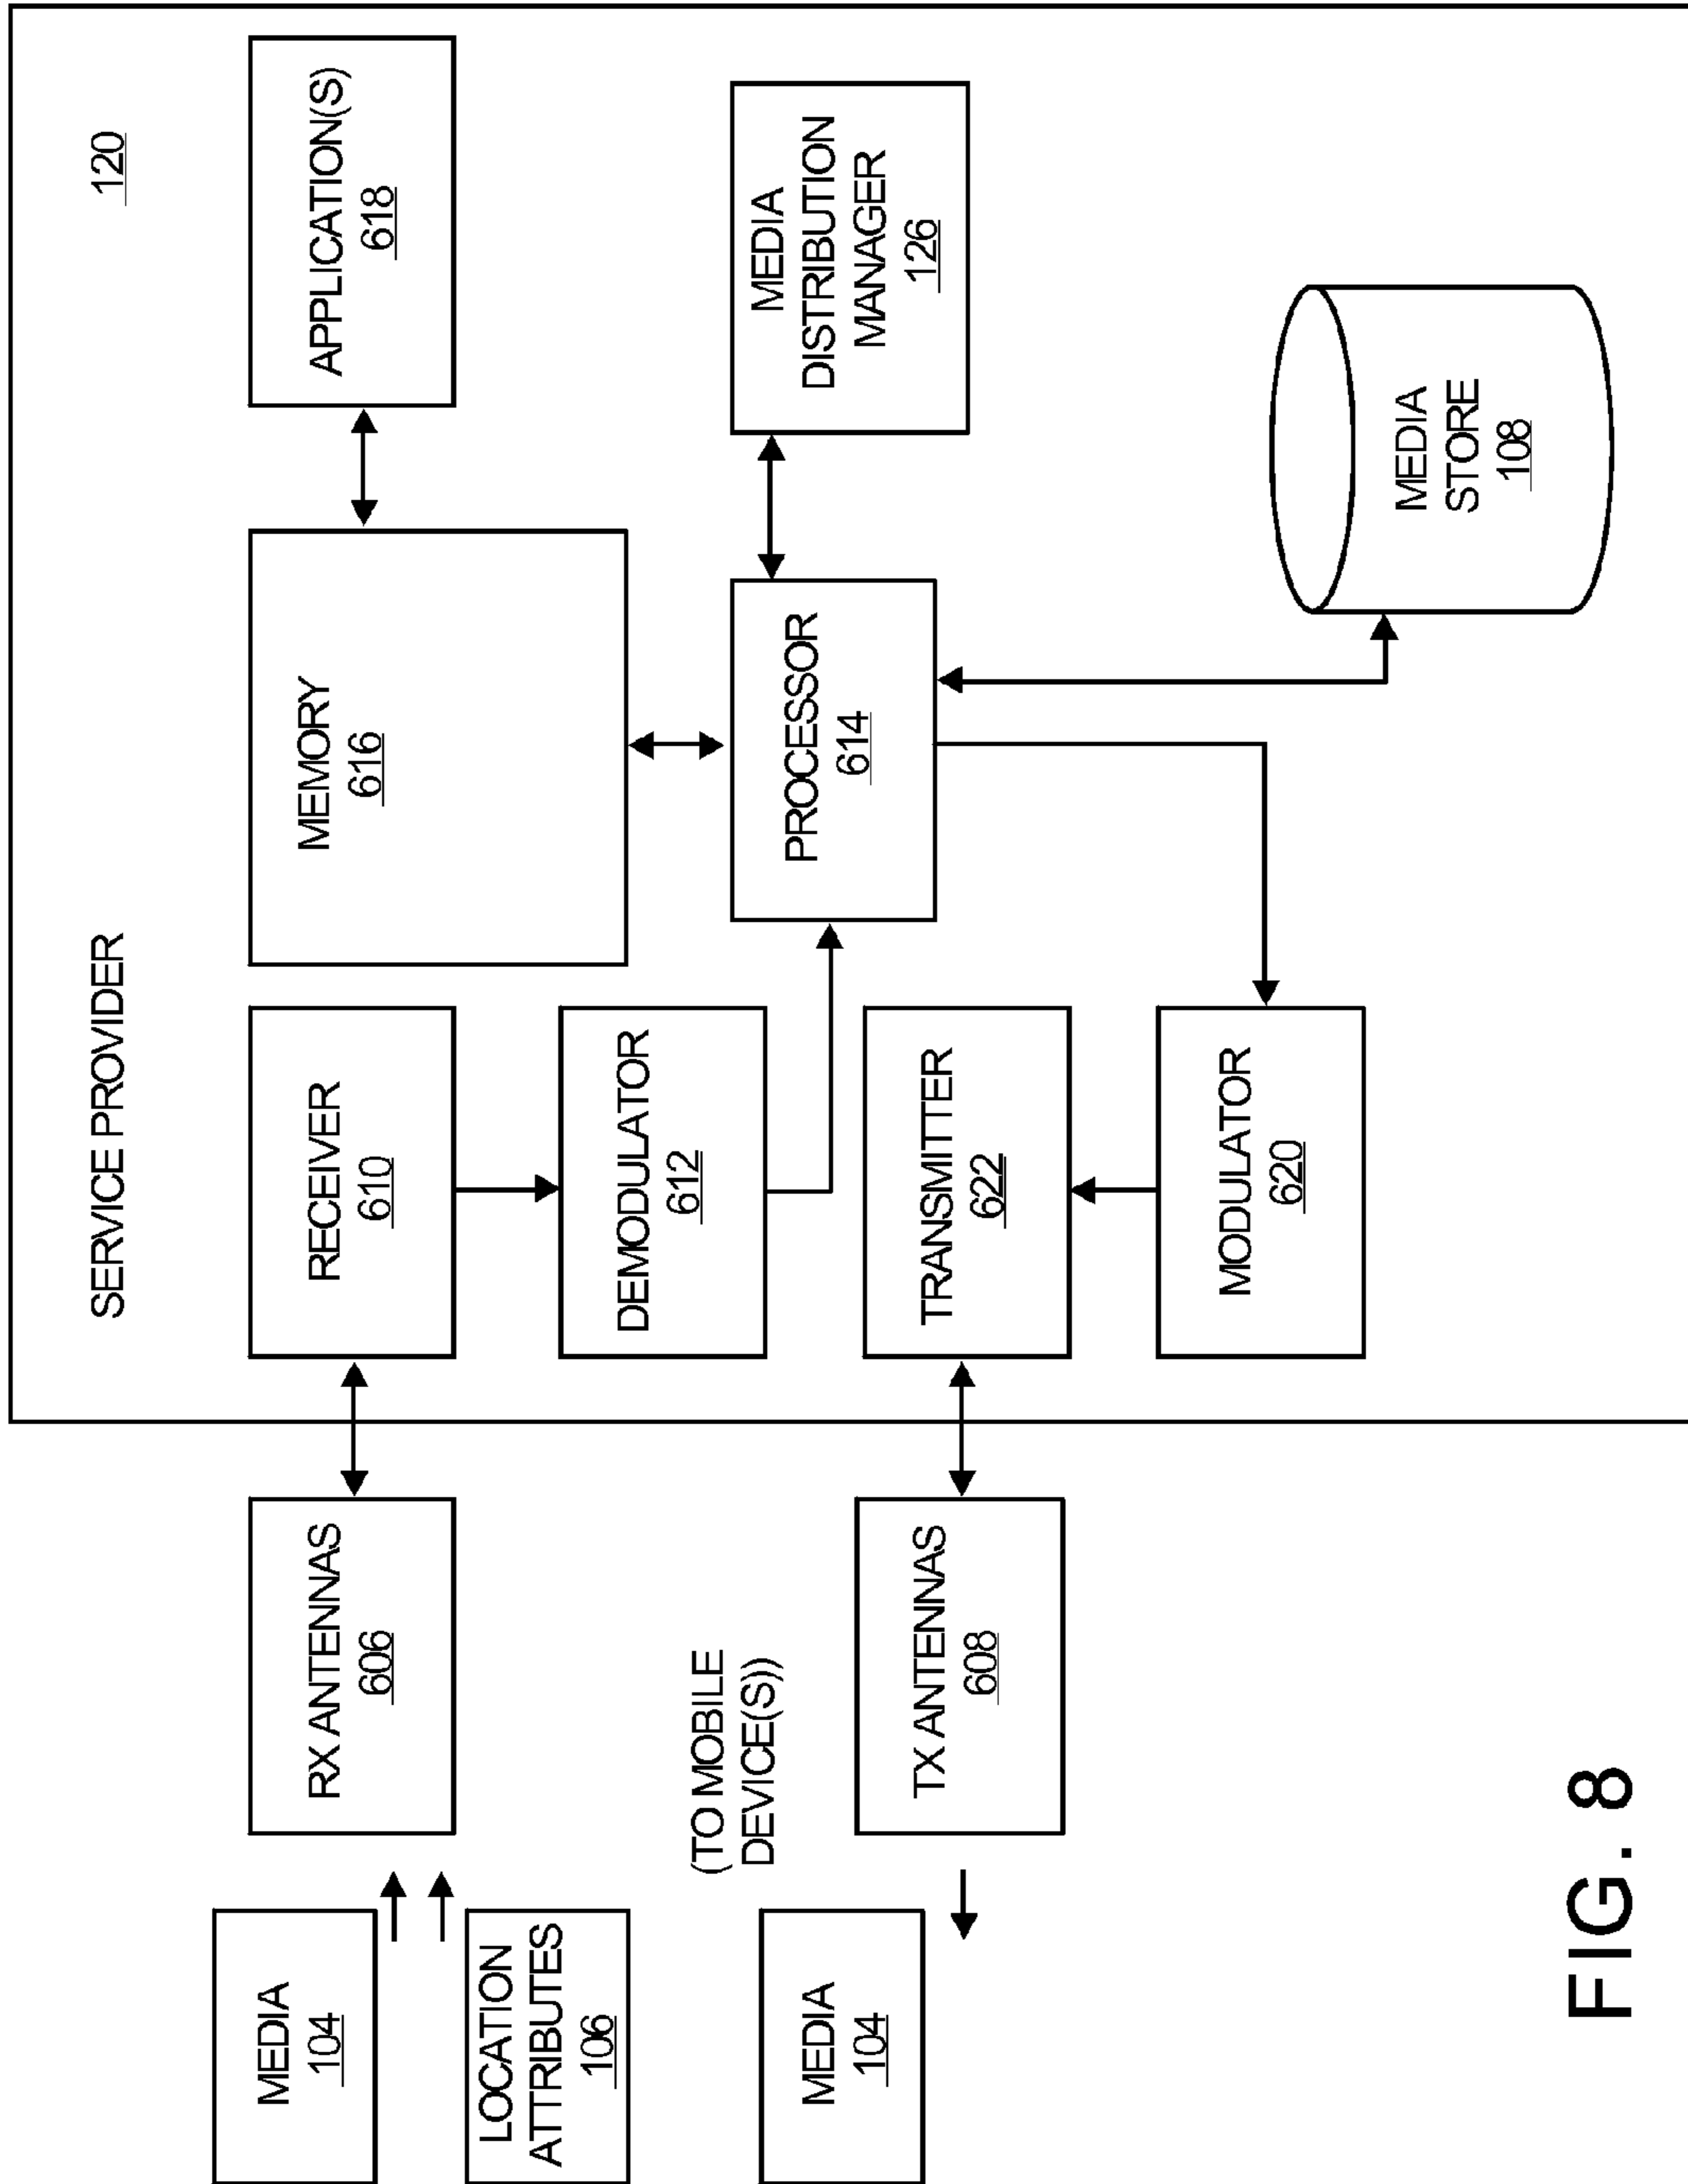 SERVICE PROVIDER
120
MEDIA
104
LOCATION
ATTRIBUTES
106
RX ANTENNAS
606
RECEIVER
610
DEMODULATOR
612
MEMORY
616
APPLICATION(S)
618
PROCESSOR
614
MEDIA
DISTRIBUTION
MANAGER
126
(TO MOBILE
DEVICE(S))
MEDIA
104
TX ANTENNAS
608
TRANSMITTER
622
MODULATOR
620
MEDIA
STORE
108
FIG. 8